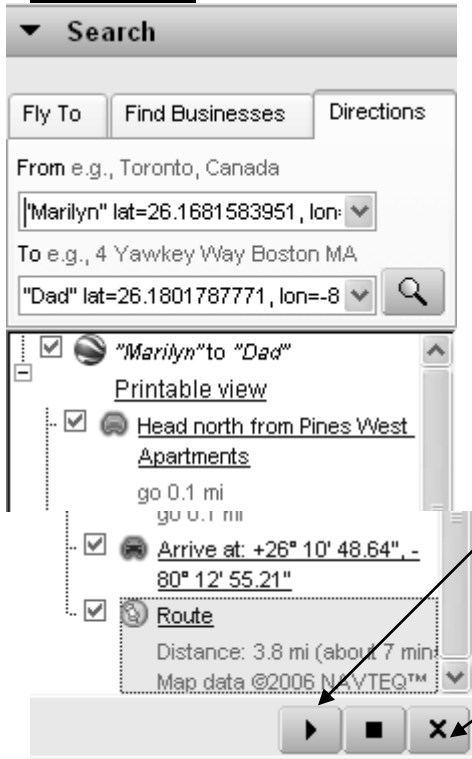 Search
Fly To Find Businesses Directions
From e.g., Toronto, Canada
"Marilyn" lat=26.1681583951, lon=
To e.g., 4 Yawkey Way Boston MA
"Dad" lat=26.1801787771, lon=-8
"Marilyn"to "Dad"
Printable view
Head north from Pines West
Apartments
go 0.1 mi
go 0.1 mi
Arrive at: +26° 10' 48.64", -
80° 12' 55.21"
Route
Distance: 3.8 mi (about 7 min
Map data ©2006 NAVTEQ™